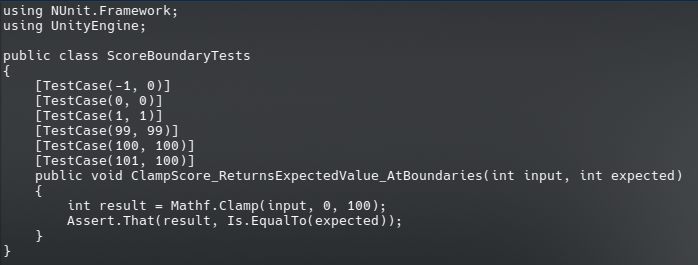 using NUnit.Framework;
using UnityEngine;

public class ScoreBoundaryTests
{
    [TestCase(-1, 0)]
    [TestCase(0, 0)]
    [TestCase(1, 1)]
    [TestCase(99, 99)]
    [TestCase(100, 100)]
    [TestCase(101, 100)]
    public void ClampScore_ReturnsExpectedValue_AtBoundaries(int input, int expected)
    {
        int result = Mathf.Clamp(input, 0, 100);
        Assert.That(result, Is.EqualTo(expected));
    }
}